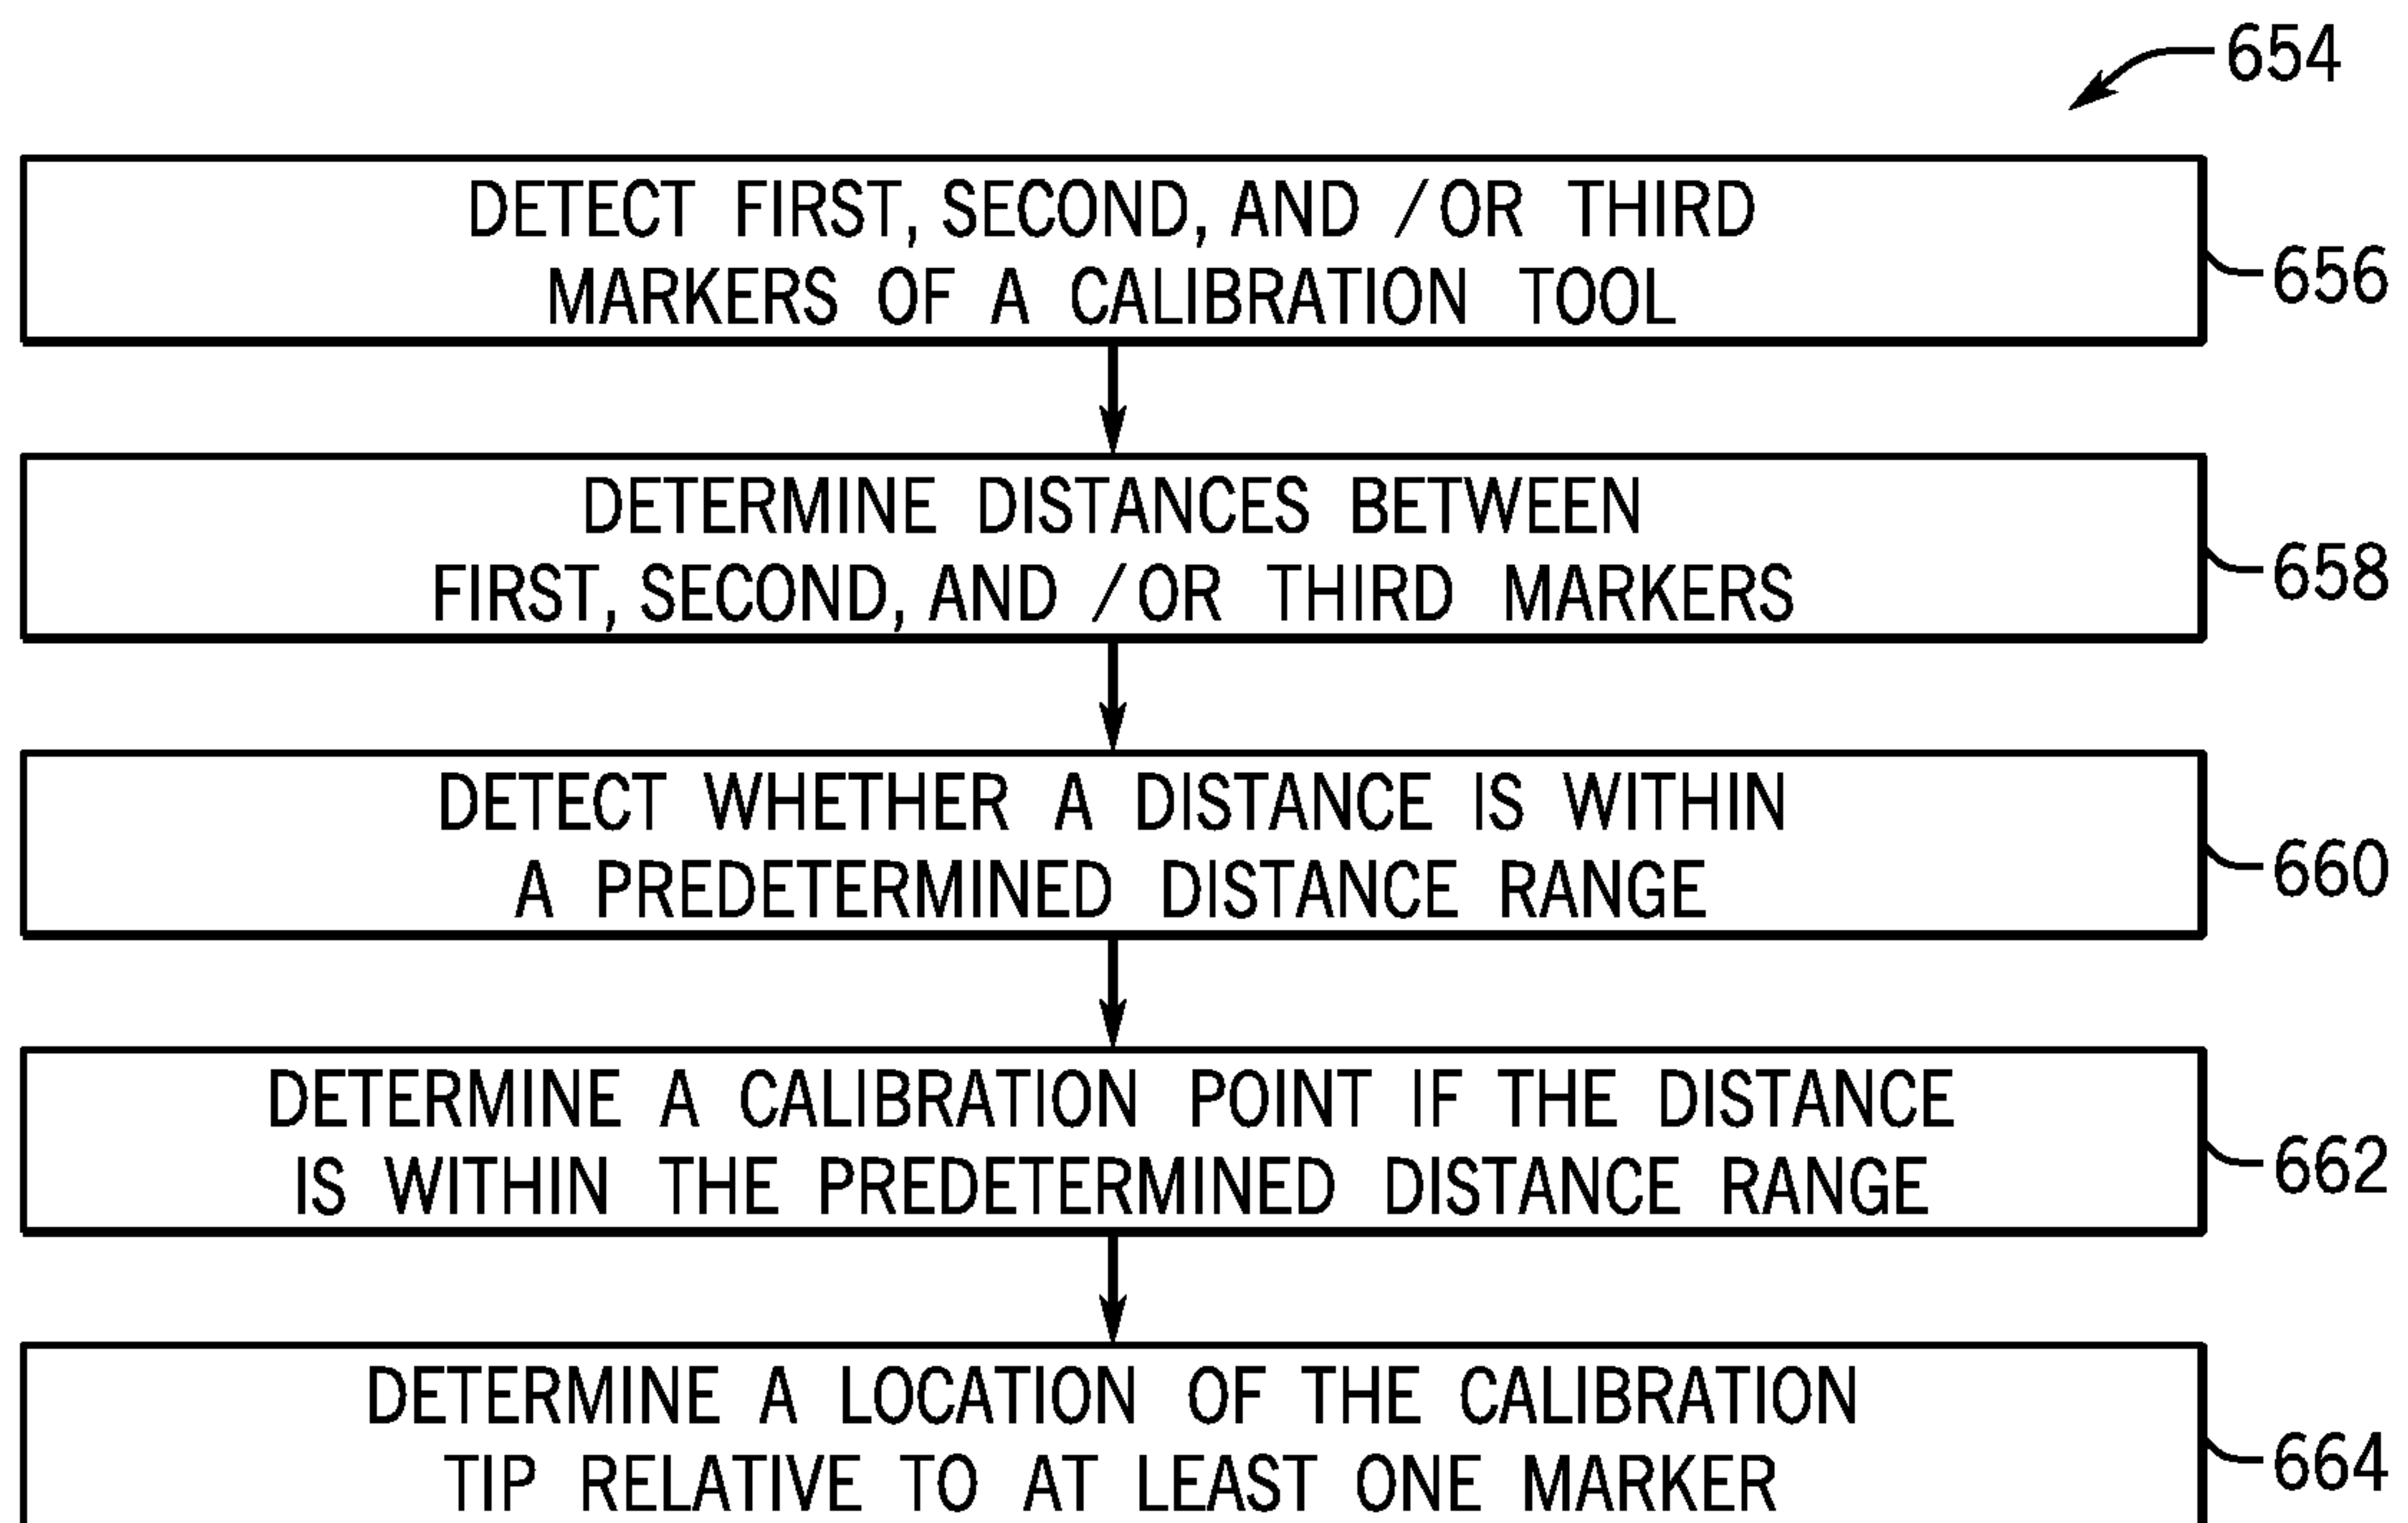 654
DETECT FIRST, SECOND, AND /OR THIRD
MARKERS OF A CALIBRATION TOOL
656
DETERMINE DISTANCES BETWEEN
FIRST, SECOND, AND /OR THIRD MARKERS
658
DETECT WHETHER A DISTANCE IS WITHIN
A PREDETERMINED DISTANCE RANGE
660
DETERMINE A CALIBRATION POINT IF THE DISTANCE
IS WITHIN THE PREDETERMINED DISTANCE RANGE
662
DETERMINE A LOCATION OF THE CALIBRATION
TIP RELATIVE TO AT LEAST ONE MARKER
664